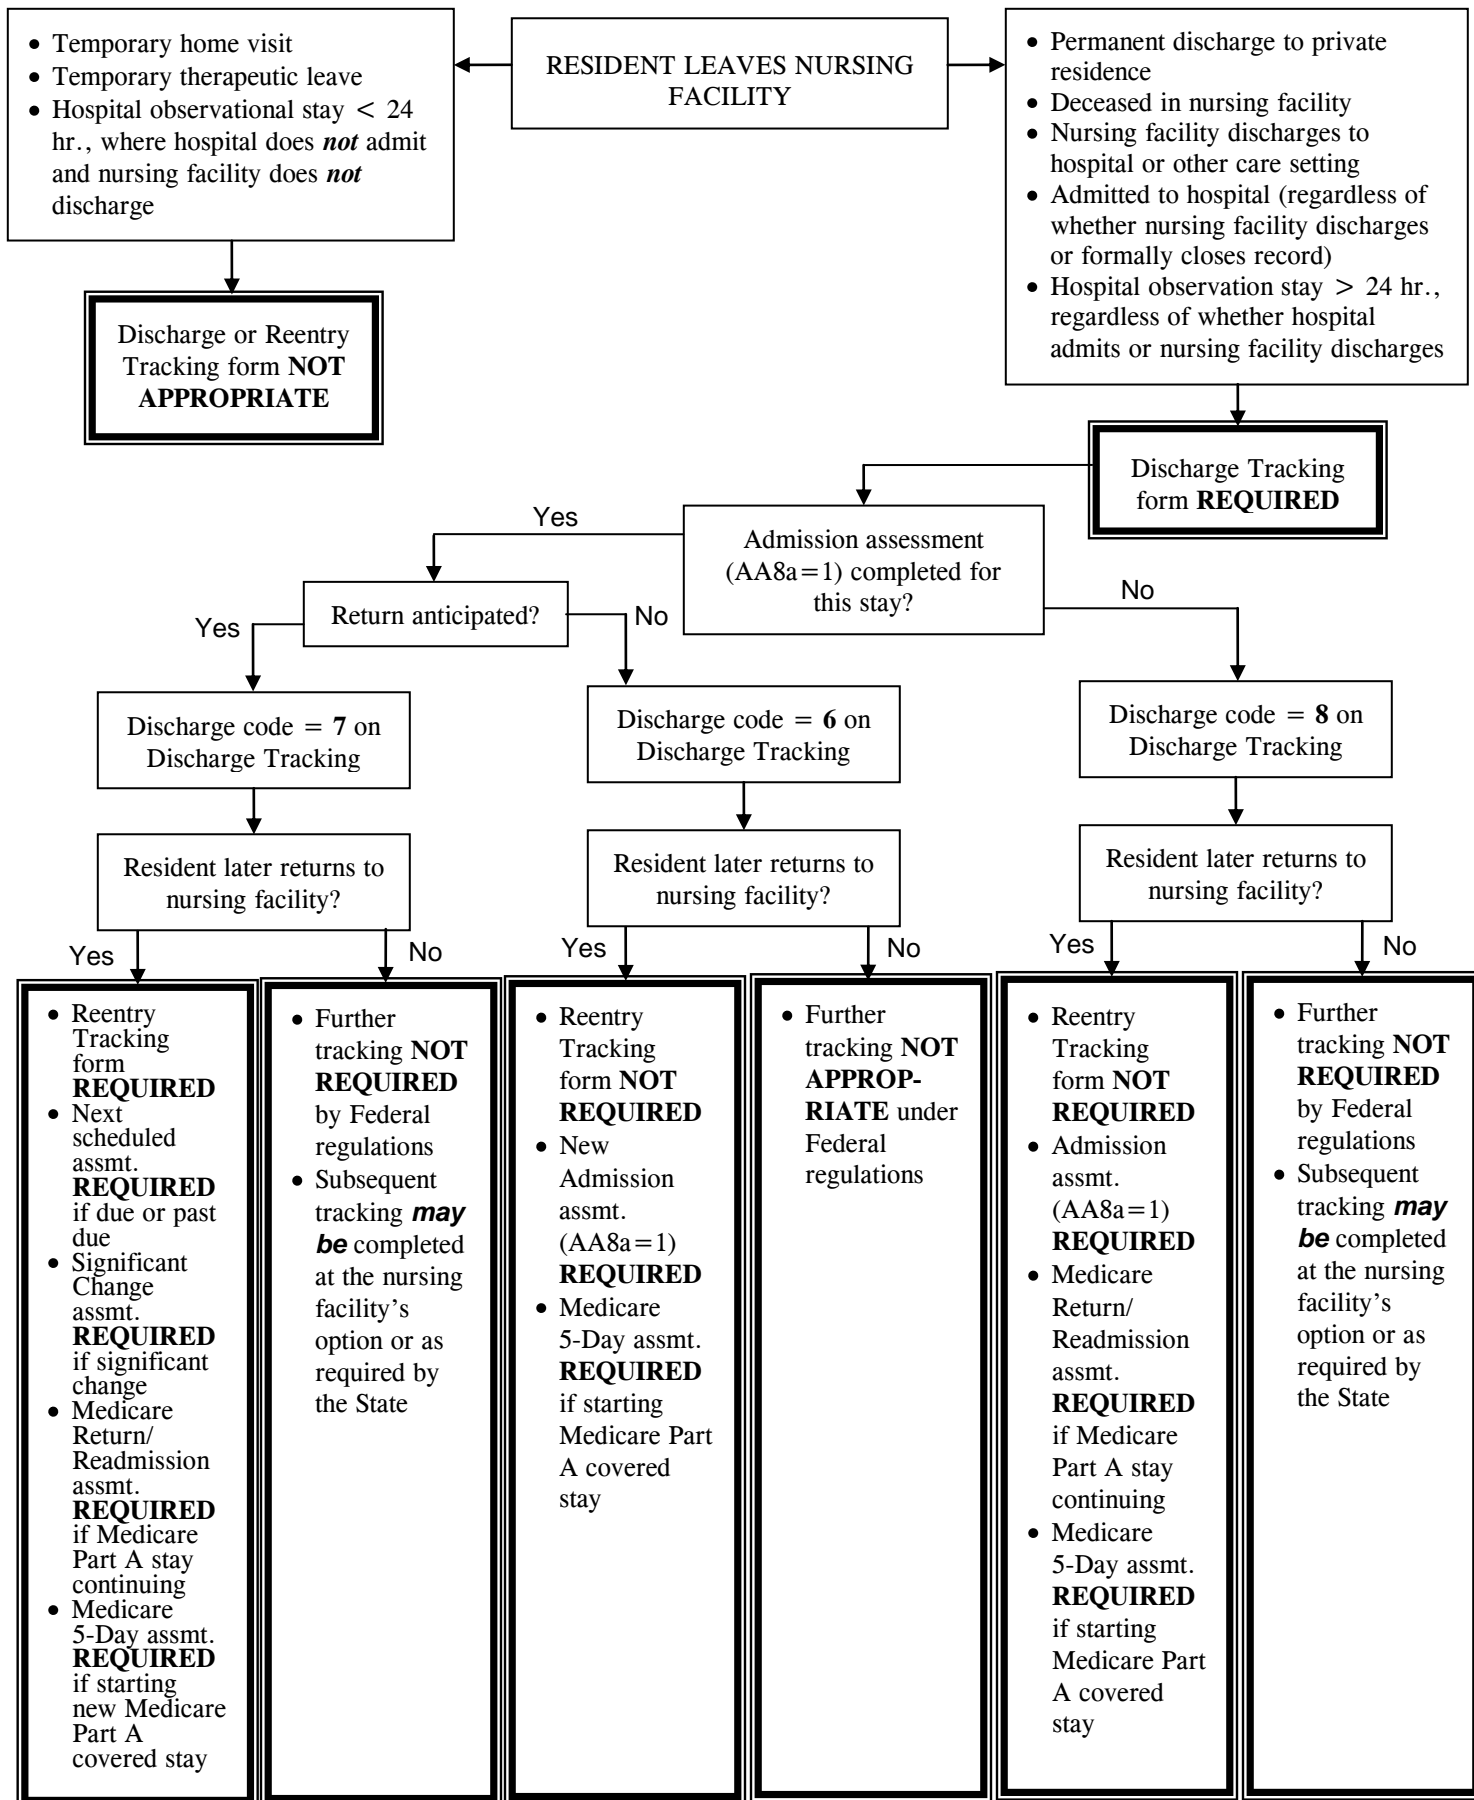 • Temporary home visit
• Temporary therapeutic leave
• Hospital observational stay < 24
hr., where hospital does not admit
and nursing facility does not
discharge
RESIDENT LEAVES NURSING
FACILITY
• Permanent discharge to private
residence
• Deceased in nursing facility
• Nursing facility discharges to
hospital or other care setting
• Admitted to hospital (regardless of
whether nursing facility discharges
or formally closes record)
• Hospital observation stay > 24 hr.,
regardless of whether hospital
admits or nursing facility discharges
Discharge or Reentry
Tracking form NOT
APPROPRIATE
Discharge Tracking
form REQUIRED
Admission assessment
(AA8a=1) completed for
this stay?
Yes
No
Return anticipated?
Yes
No
Discharge code = 7 on
Discharge Tracking
Discharge code = 6 on
Discharge Tracking
Discharge code = 8 on
Discharge Tracking
Resident later returns to
nursing facility?
Resident later returns to
nursing facility?
Resident later returns to
nursing facility?
Yes
No
Yes
No
Yes
No
• Reentry
Tracking
form
REQUIRED
• Next
scheduled
assmt.
REQUIRED
if due or past
due
• Significant
Change
assmt.
REQUIRED
if significant
change
• Medicare
Return/
Readmission
assmt.
REQUIRED
if Medicare
Part A stay
continuing
• Medicare
5-Day assmt.
REQUIRED
if starting
new Medicare
Part A
covered stay
• Further
tracking NOT
REQUIRED
by Federal
regulations
• Subsequent
tracking may
be completed
at the nursing
facility's
option or as
required by
the State
• Reentry
Tracking
form NOT
REQUIRED
• New
Admission
assmt.
(AA8a=1)
REQUIRED
• Medicare
5-Day assmt.
REQUIRED
if starting
Medicare Part
A covered
stay
• Further
tracking NOT
APPROP-
RIATE under
Federal
regulations
• Reentry
Tracking
form NOT
REQUIRED
• Admission
assmt.
(AA8a=1)
REQUIRED
• Medicare
Return/
Readmission
assmt.
REQUIRED
if Medicare
Part A stay
continuing
• Medicare
5-Day assmt.
REQUIRED
if starting
Medicare Part
A covered
stay
• Further
tracking NOT
REQUIRED
by Federal
regulations
• Subsequent
tracking may
be completed
at the nursing
facility's
option or as
required by
the State